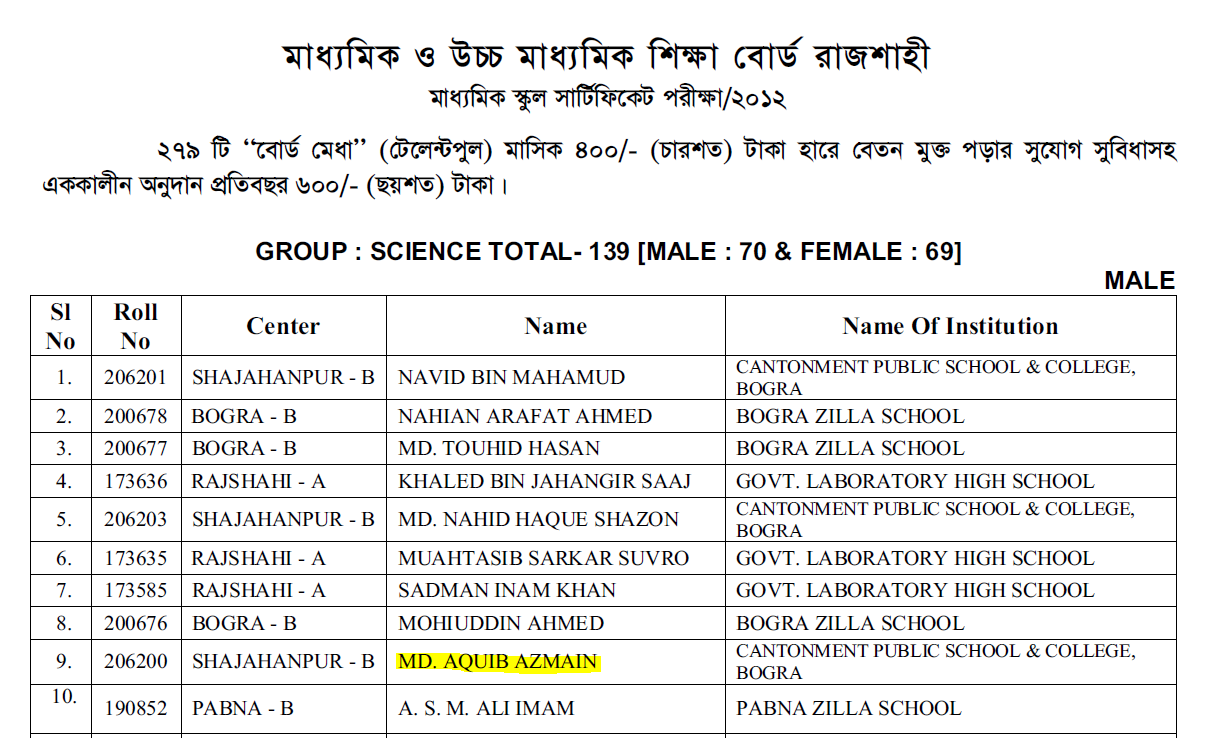 মাধ্যমিক ও উচ্চ মাধ্যমিক শিক্ষা বোর্ড রাজশাহী
মাধ্যমিক স্কুল সার্টিফিকেট পরীক্ষা/২০১২
২৭৯ টি “বোর্ড মেধা” (টেলেন্টপুল) মাসিক ৪০০/- (চারশত) টাকা হারে বেতন মুক্ত পড়ার সুযোগ সুবিধাসহ
এককালীন অনুদান প্রতিবছর ৬০০/- (ছয়শত) টাকা।
GROUP : SCIENCE TOTAL- 139 [MALE : 70 & FEMALE : 69]
MALE
Sl No Roll No Center Name Name Of Institution
1. 206201 SHAJAHANPUR - B NAVID BIN MAHAMUD CANTONMENT PUBLIC SCHOOL & COLLEGE, BOGRA
2. 200678 BOGRA - B NAHIAN ARAFAT AHMED BOGRA ZILLA SCHOOL
3. 200677 BOGRA - B MD. TOUHID HASAN BOGRA ZILLA SCHOOL
4. 173636 RAJSHAHI - A KHALED BIN JAHANGIR SAAJ GOVT. LABORATORY HIGH SCHOOL
5. 206203 SHAJAHANPUR - B MD. NAHID HAQUE SHAZON CANTONMENT PUBLIC SCHOOL & COLLEGE, BOGRA
6. 173635 RAJSHAHI - A MUAHTASIB SARKAR SUVRO GOVT. LABORATORY HIGH SCHOOL
7. 173585 RAJSHAHI - A SADMAN INAM KHAN GOVT. LABORATORY HIGH SCHOOL
8. 200676 BOGRA - B MOHIUDDIN AHMED BOGRA ZILLA SCHOOL
9. 206200 SHAJAHANPUR - B MD. AQUIB AZMAIN CANTONMENT PUBLIC SCHOOL & COLLEGE, BOGRA
10. 190852 PABNA - B A. S. M. ALI IMAM PABNA ZILLA SCHOOL